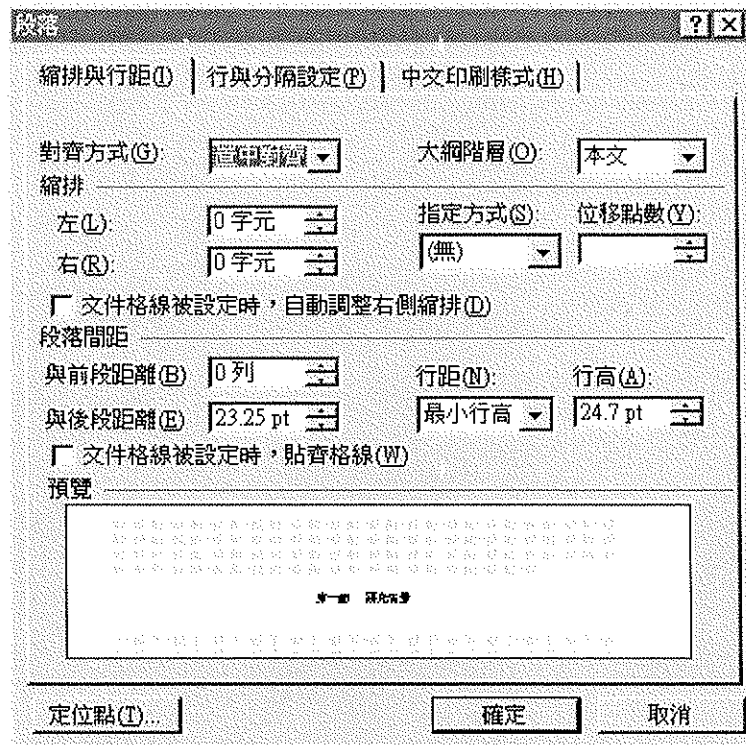 段落
縮排與行距(I) 行與分隔設定(P) 中文印刷樣式(H)
對齊方式(G): 置中對齊 大綱階層(O): 本文
縮排
左(L): 0 字元 指定方式(S): 位移點數(Y):
右(R): 0 字元 (無)
文件格線被設定時，自動調整右側縮排(D)
段落間距
與前段距離(B) 0 列 行距(N): 行高(A):
與後段距離(E) 23.25 pt 最小行高 24.7 pt
文件格線被設定時，貼齊格線(W)
預覽
定位點(T)... 確定 取消